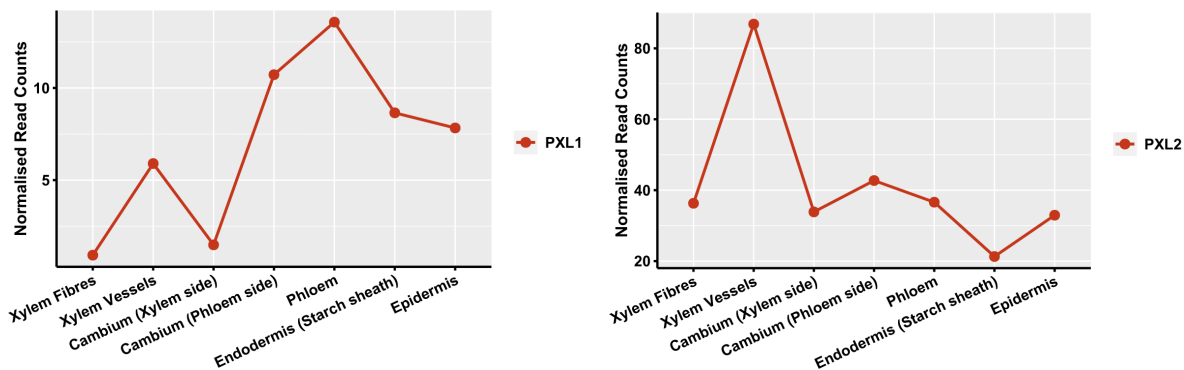 Normalised Read Counts
10
5
Xylem Fibres
Xylem Vessels
Cambium (Xylem side)
Cambium (Phloem side)
Phloem
Endodermis (Starch sheath)
Epidermis
PXL1
Normalised Read Counts
80
60
40
20
Xylem Fibres
Xylem Vessels
Cambium (Xylem side)
Cambium (Phloem side)
Phloem
Endodermis (Starch sheath)
Epidermis
PXL2